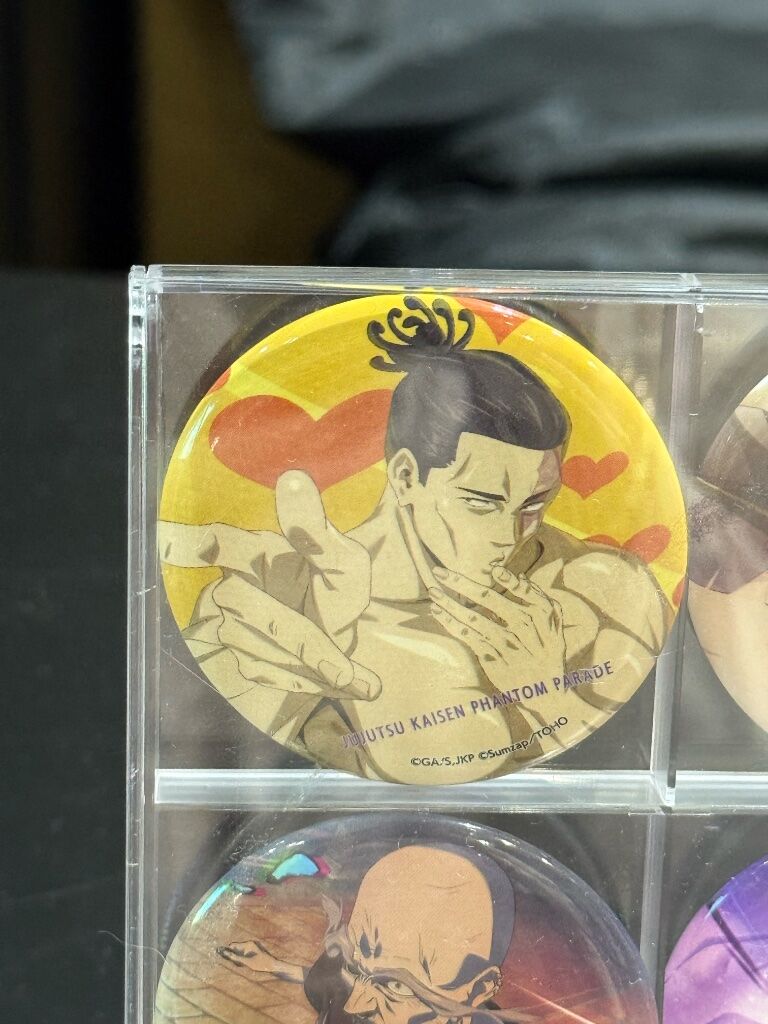 JUJUTSU KAISEN PHANTOM PARADE
©GA./S,JKP ©Sumzap/TOHO